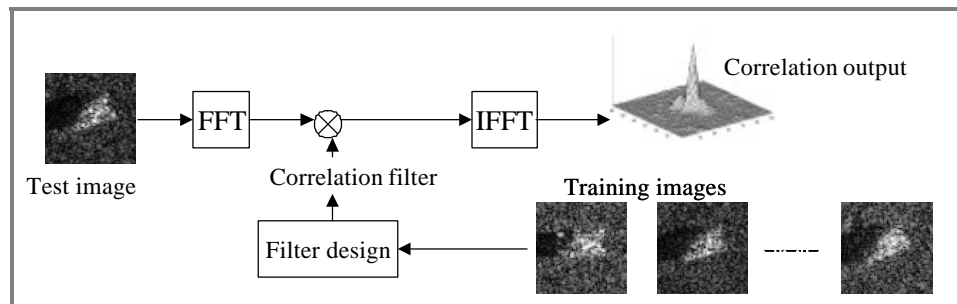 Correlation output
FFT
IFFT
Test image
Correlation filter
Training images
Filter design